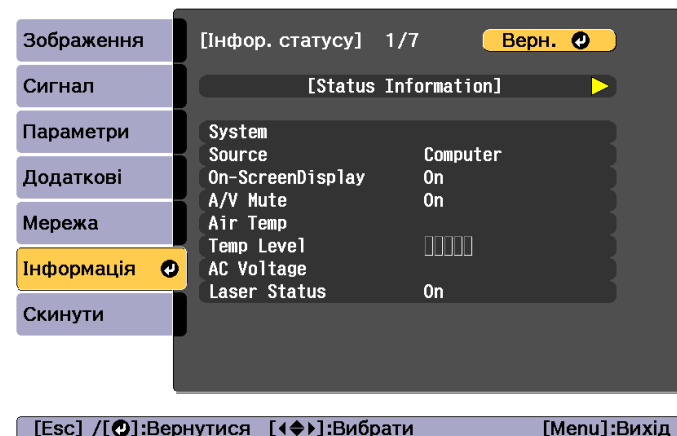 Зображення
Сигнал
Параметри
Додаткові
Мережа
Інформація
Скинути
[Інфор. статусу] 1/7 Верн.
[Status Information]
System
Source Computer
On-ScreenDisplay On
A/V Mute On
Air Temp
Temp Level
AC Voltage
Laser Status On
[Esc] /[ ]:Вернутися [ ]:Вибрати [Menu]:Вихід